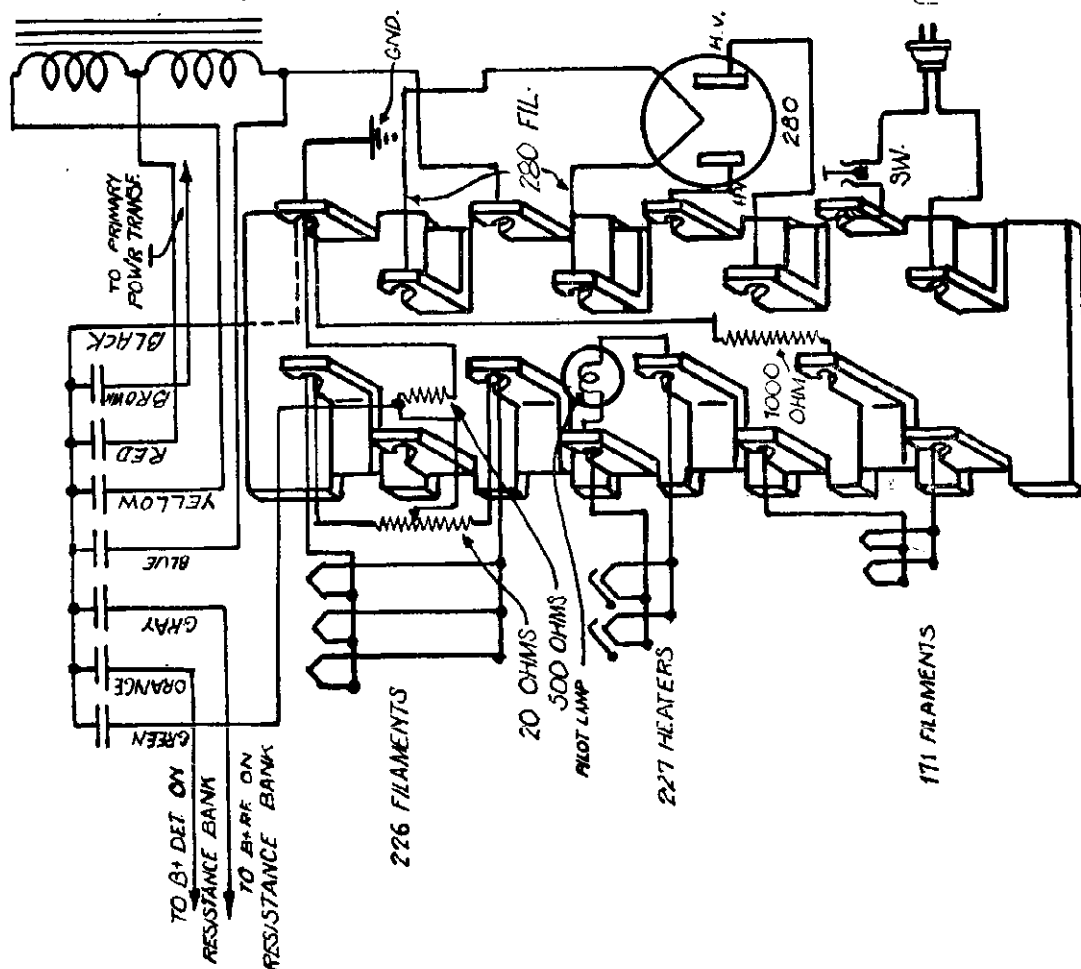 GND.
H.V.
TO PRIMARY
POW'R TRANSF.
280 FIL.
280
SW.
BLACK
BROWN
RED
YELLOW
BLUE
GRAY
ORANGE
GREEN
1000
OHM
20 OHMS
500 OHMS
PILOT LAMP
226 FILAMENTS
227 HEATERS
171 FILAMENTS
TO B+ DET ON
RESISTANCE BANK
TO B+ RF ON
RESISTANCE BANK